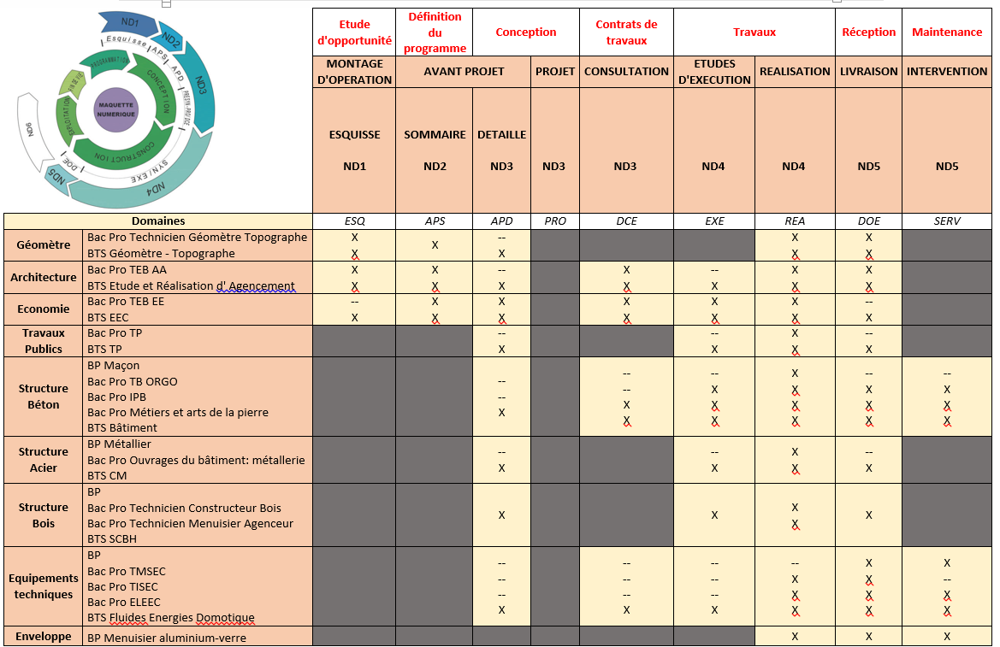 ND1
ND2
ND3
ND4
ND5
ND6
Esquisse
APS
APD
SYN/EXE
DOE
PROGRAMMATION
CONCEPTION
CONSTRUCTION
EXPLOITATION
MAQUETTE
NUMERIQUE
Etude
d'opportunité
Définition
du
programme
Conception
Contrats de
travaux
Travaux
Réception
Maintenance
MONTAGE
D'OPERATION
AVANT PROJET
PROJET
CONSULTATION
ETUDES
D'EXECUTION
REALISATION
LIVRAISON
INTERVENTION
ESQUISSE SOMMAIRE DETAILLE
ND1 ND2 ND3 ND3 ND3 ND4 ND4 ND5 ND5
Domaines ESQ APS APD PRO DCE EXE REA DOE SERV
Géomètre
Bac Pro Technicien Géomètre Topographe X X -- X X
BTS Géomètre - Topographe X X X X
Architecture
Bac Pro TEB AA X X -- X -- X X
BTS Etude et Réalisation d' Agencement X X X X X X X
Economie
Bac Pro TEB EE -- X X X X X --
BTS EEC X X X X X X X
Travaux
Publics
Bac Pro TP -- -- X --
BTS TP X X X X
Structure
Béton
BP Maçon
Bac Pro TB ORGO
Bac Pro IPB
Bac Pro Métiers et arts de la pierre
BTS Bâtiment
-- -- -- X -- --
-- -- X X X X
X X X X X X
X X X X X
Structure
Acier
BP Métallier
Bac Pro Ouvrages du bâtiment: métallerie
BTS CM
-- -- X --
X X X X
Structure
Bois
BP
Bac Pro Technicien Constructeur Bois
Bac Pro Technicien Menuisier Agenceur
BTS SCBH
X X X X
X
Equipements
techniques
BP
Bac Pro TMSEC
Bac Pro TISEC
Bac Pro ELEEC
BTS Fluides Energies Domotique
-- -- -- -- X X
-- -- -- X X --
-- -- -- X X X
X X X X X X
Enveloppe
BP Menuisier aluminium-verre X X X